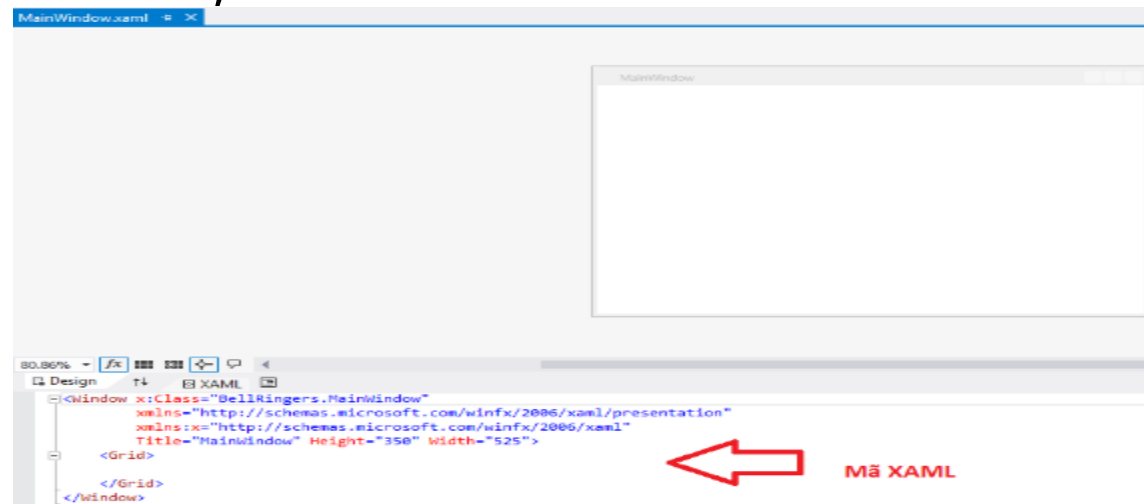 MainWindow.xaml
MainWindow
80.86%
fx
Design
XAML
<Window x:Class="BellRingers.MainWindow"
xmlns="http://schemas.microsoft.com/winfx/2006/xaml/presentation"
xmlns:x="http://schemas.microsoft.com/winfx/2006/xaml"
Title="MainWindow" Height="350" Width="525">
<Grid>
Mã XAML
</Grid>
</Window>